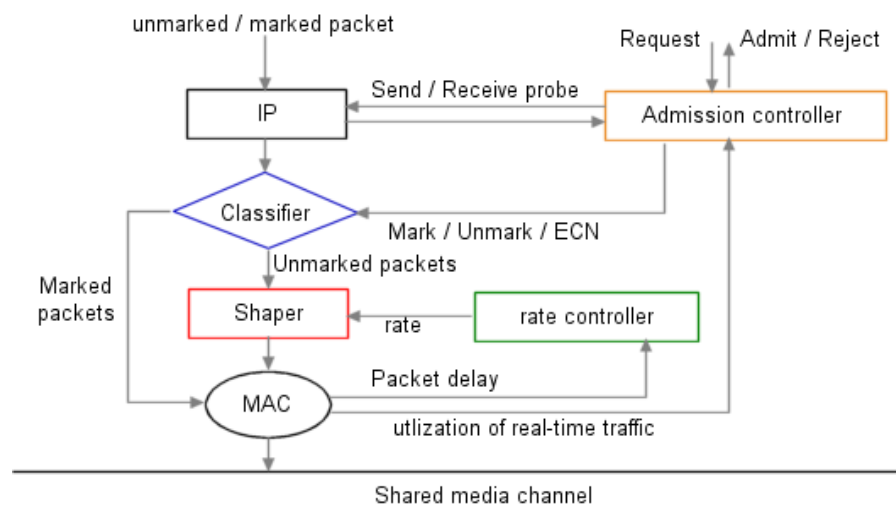 unmarked / marked packet
Request
Admit / Reject
Send / Receive probe
IP
Admission controller
Classifier
Mark / Unmark / ECN
Unmarked packets
Marked
packets
Shaper
rate
rate controller
Packet delay
MAC
utlization of real-time traffic
Shared media channel